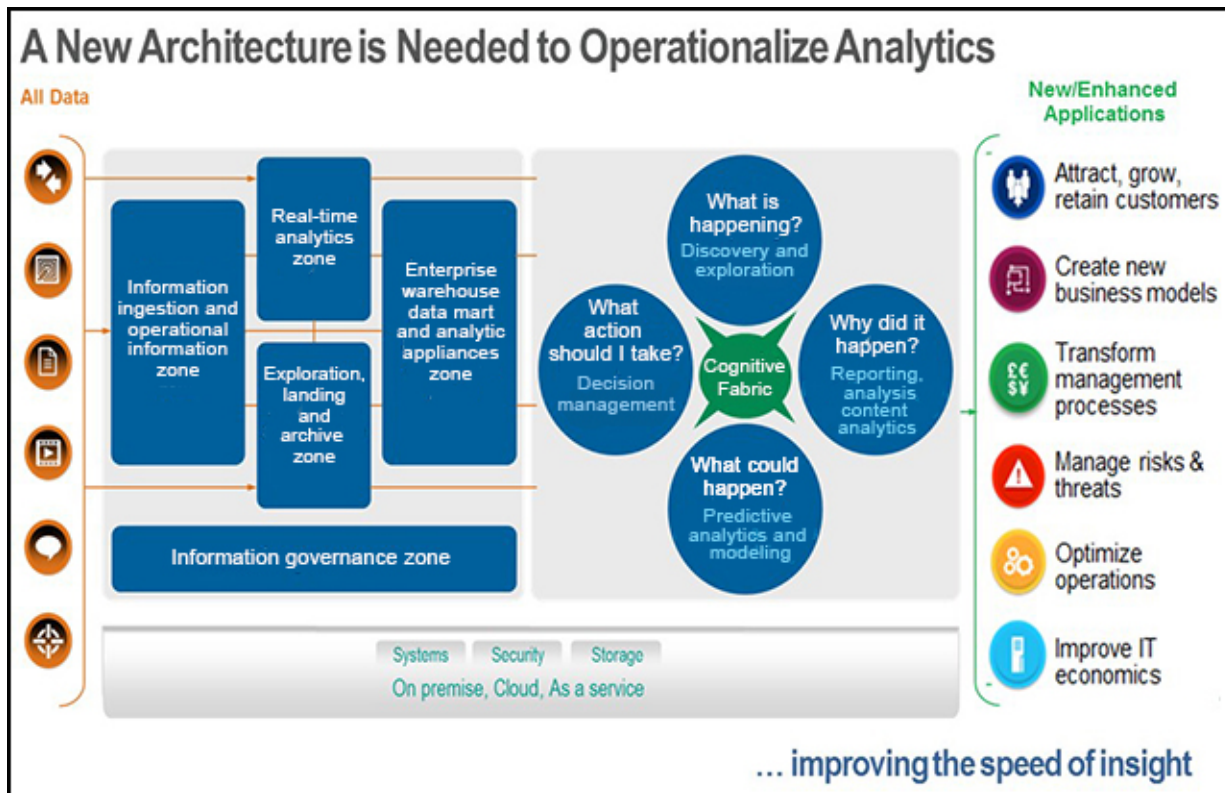 A New Architecture is Needed to Operationalize Analytics
All Data
New/Enhanced
Applications
Information
ingestion and
operational
information
zone
Real-time
analytics
zone
Exploration,
landing
and
archive
zone
Enterprise
warehouse
data mart
and analytic
appliances
zone
Information governance zone
What is
happening?
Discovery and
exploration
What
action
should I take?
Decision
management
Cognitive
Fabric
Why did it
happen?
Reporting,
analysis
content
analytics
What could
happen?
Predictive
analytics and
modeling
Attract, grow,
retain customers
Create new
business models
£€
$¥
Transform
management
processes
Manage risks &
threats
Optimize
operations
Improve IT
economics
Systems
Security
Storage
On premise, Cloud, As a service
... improving the speed of insight